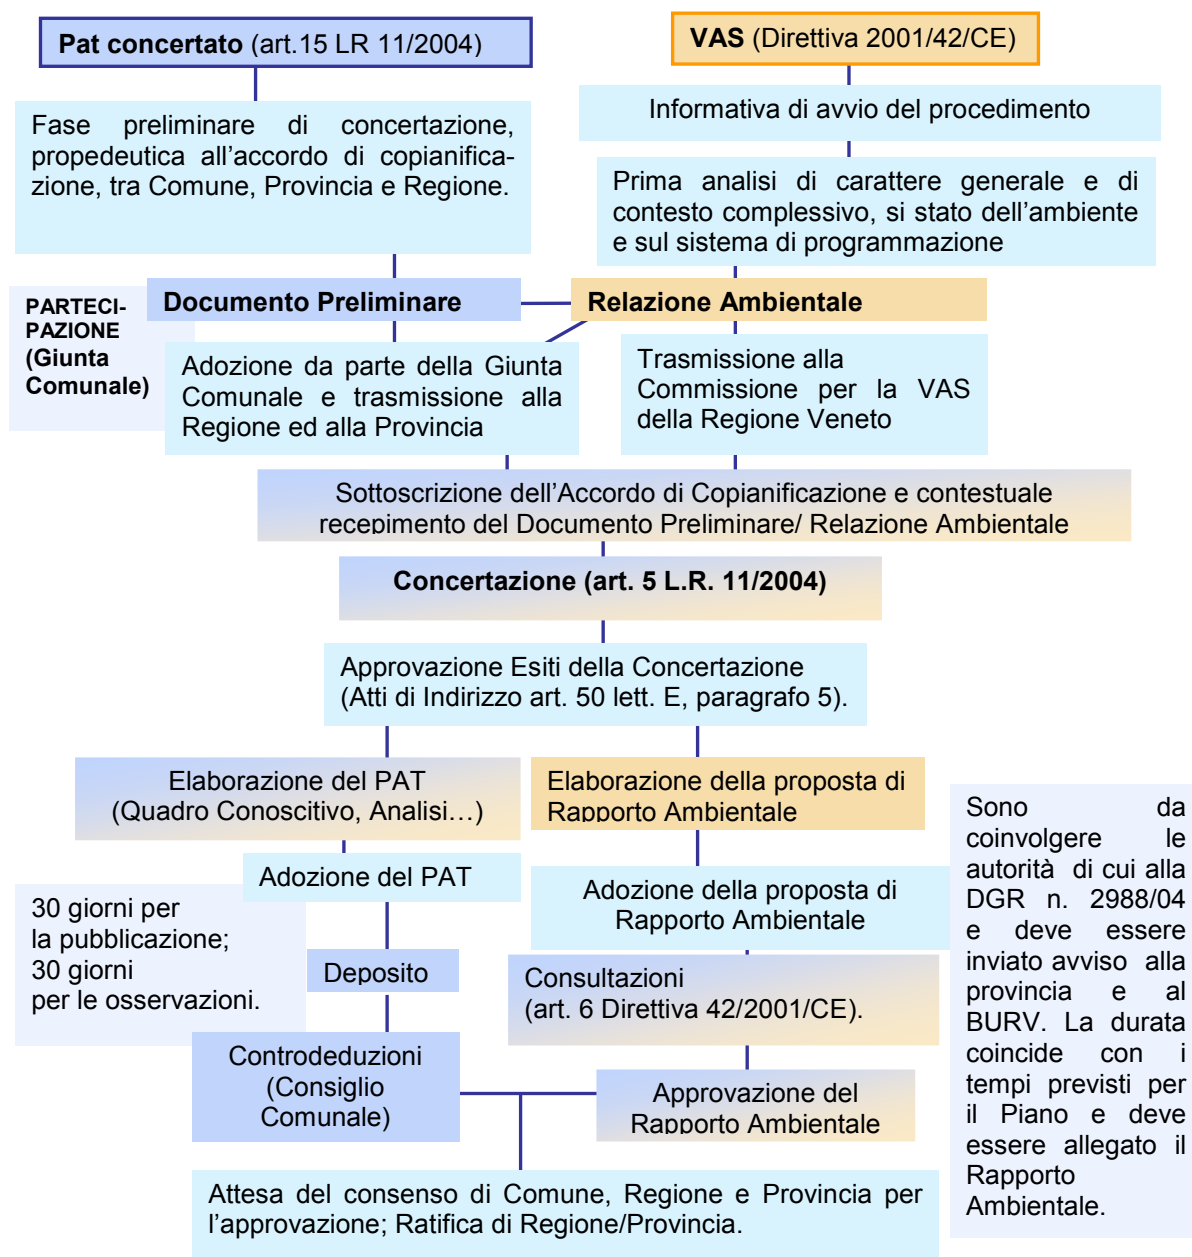 Pat concertato (art.15 LR 11/2004)
VAS (Direttiva 2001/42/CE)
Fase preliminare di concertazione,
propedeutica all'accordo di copianifica-
zione, tra Comune, Provincia e Regione.
Informativa di avvio del procedimento
Prima analisi di carattere generale e di
contesto complessivo, si stato dell'ambiente
e sul sistema di programmazione
PARTECI-
PAZIONE
(Giunta
Comunale)
Documento Preliminare
Relazione Ambientale
Adozione da parte della Giunta
Comunale e trasmissione alla
Regione ed alla Provincia
Trasmissione alla
Commissione per la VAS
della Regione Veneto
Sottoscrizione dell'Accordo di Copianificazione e contestuale
recepimento del Documento Preliminare/ Relazione Ambientale
Concertazione (art. 5 L.R. 11/2004)
Approvazione Esiti della Concertazione
(Atti di Indirizzo art. 50 lett. E, paragrafo 5).
Elaborazione del PAT
(Quadro Conoscitivo, Analisi…)
Elaborazione della proposta di
Rapporto Ambientale
Adozione del PAT
Adozione della proposta di
Rapporto Ambientale
30 giorni per
la pubblicazione;
30 giorni
per le osservazioni.
Deposito
Consultazioni
(art. 6 Direttiva 42/2001/CE).
Controdeduzioni
(Consiglio
Comunale)
Approvazione del
Rapporto Ambientale
Sono da
coinvolgere le
autorità di cui alla
DGR n. 2988/04
e deve essere
inviato avviso alla
provincia e al
BURV. La durata
coincide con i
tempi previsti per
il Piano e deve
essere allegato il
Rapporto
Ambientale.
Attesa del consenso di Comune, Regione e Provincia per
l'approvazione; Ratifica di Regione/Provincia.